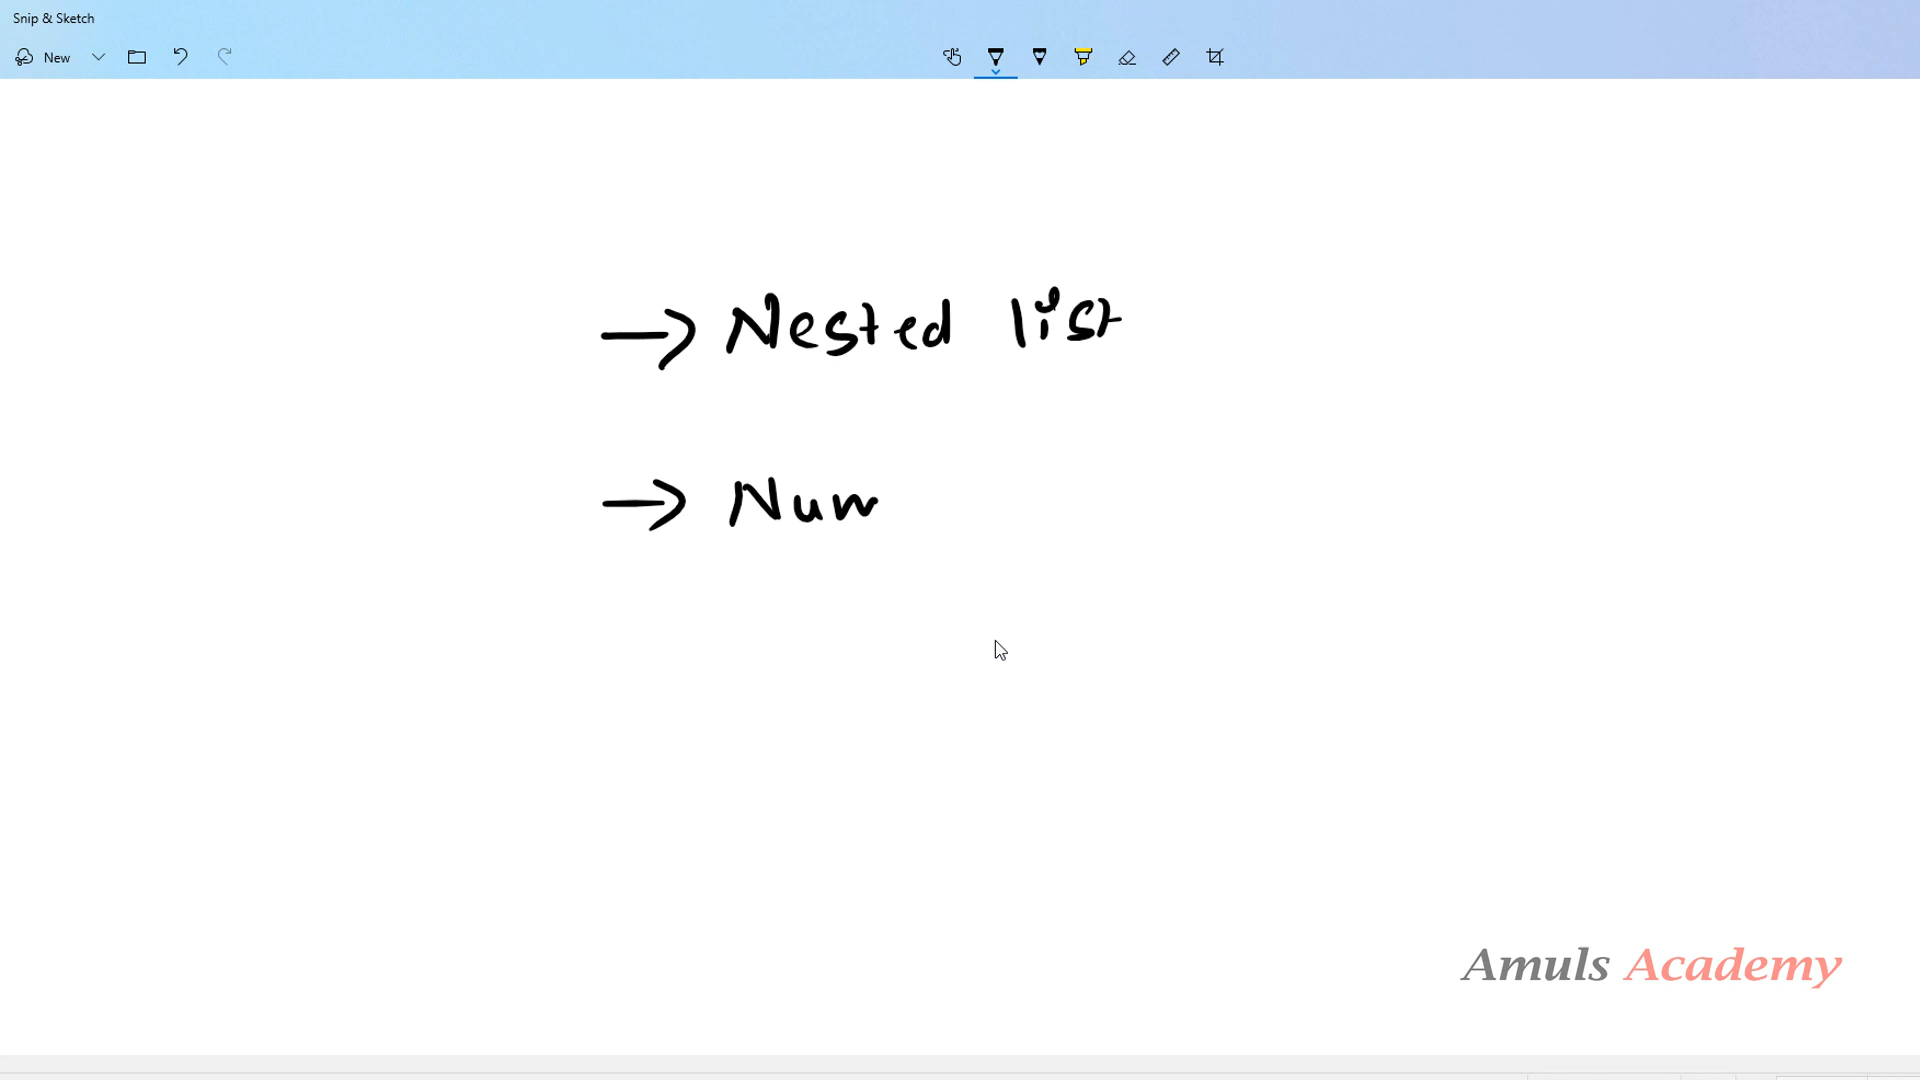 Snip & Sketch
New
→ Nested list
→ Num
Amuls Academy